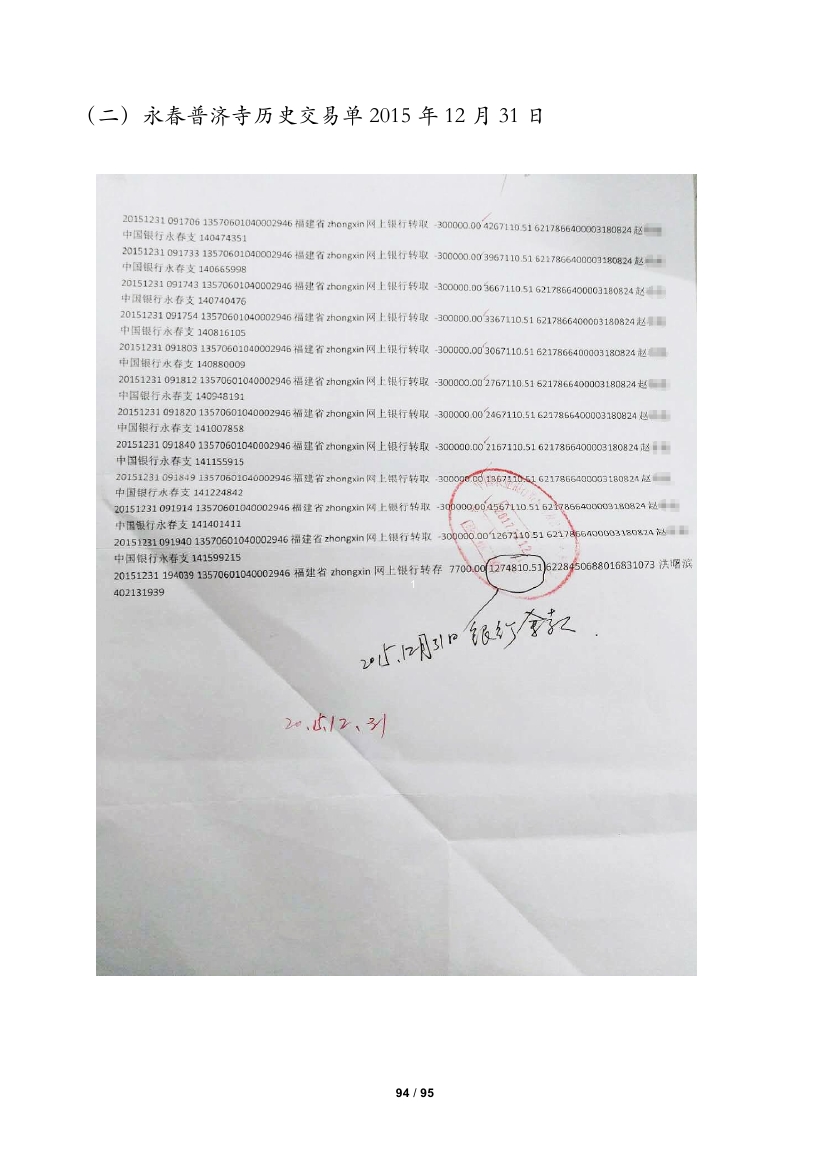 （二）永春普济寺历史交易单 2015 年 12 月 31 日
20151231 091706 13570601040002946 福建省 zhongxin 网上银行转取 -300000.00 4267110.51 6217866400003180824 赵
中国银行永春支 140474351
20151231 091733 13570601040002946 福建省 zhongxin 网上银行转取 -300000.00 3967110.51 6217866400003180824 赵
中国银行永春支 140665998
20151231 091743 13570601040002946 福建省 zhongxin 网上银行转取 -300000.00 3667110.51 6217866400003180824 赵
中国银行永春支 140740476
20151231 091754 13570601040002946 福建省 zhongxin 网上银行转取 -300000.00 3367110.51 6217866400003180824 赵
中国银行永春支 140816105
20151231 091803 13570601040002946 福建省 zhongxin 网上银行转取 -300000.00 3067110.51 6217866400003180824 赵
中国银行永春支 140880009
20151231 091812 13570601040002946 福建省 zhongxin 网上银行转取 -300000.00 2767110.51 6217866400003180824 赵
中国银行永春支 140948191
20151231 091820 13570601040002946 福建省 zhongxin 网上银行转取 -300000.00 2467110.51 6217866400003180824 赵
中国银行永春支 141007858
20151231 091840 13570601040002946 福建省 zhongxin 网上银行转取 -300000.00 2167110.51 6217866400003180824 赵
中国银行永春支 141155915
20151231 091849 13570601040002946 福建省 zhongxin 网上银行转取 -300000.00 1867110.51 6217866400003180824 赵
中国银行永春支 141224842
20151231 091914 13570601040002946 福建省 zhongxin 网上银行转取 -300000.00 1567110.51 6217866400003180824 赵
中国银行永春支 141401411
20151231 091940 13570601040002946 福建省 zhongxin 网上银行转取 -300000.00 1267110.51 6217866400003180824 赵
中国银行永春支 141599215
20151231 194039 13570601040002946 福建省 zhongxin 网上银行转存 7700.00 1274810.51 6228450688016831073 洪曙滨
402131939
1
2015.12月31日 银行余款.
2015.12.31
94 / 95